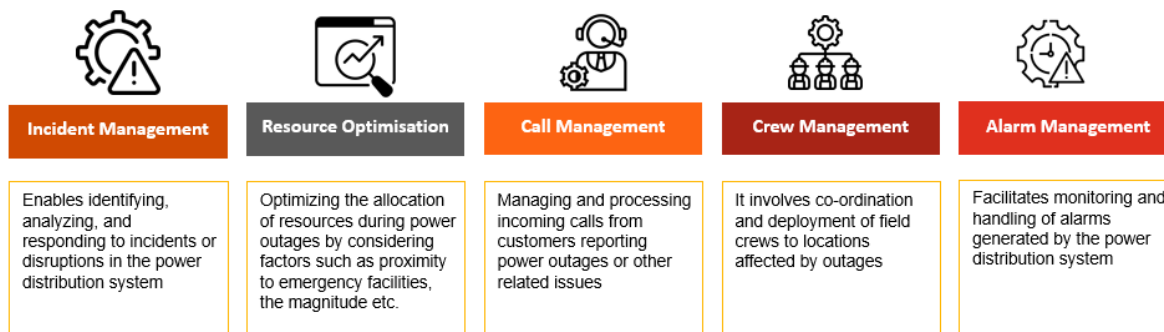 Incident Management
Enables identifying,
analyzing, and
responding to incidents or
disruptions in the power
distribution system
Resource Optimisation
Optimizing the allocation
of resources during power
outages by considering
factors such as proximity
to emergency facilities,
the magnitude etc.
Call Management
Managing and processing
incoming calls from
customers reporting
power outages or other
related issues
Crew Management
It involves co-ordination
and deployment of field
crews to locations
affected by outages
Alarm Management
Facilitates monitoring and
handling of alarms
generated by the power
distribution system